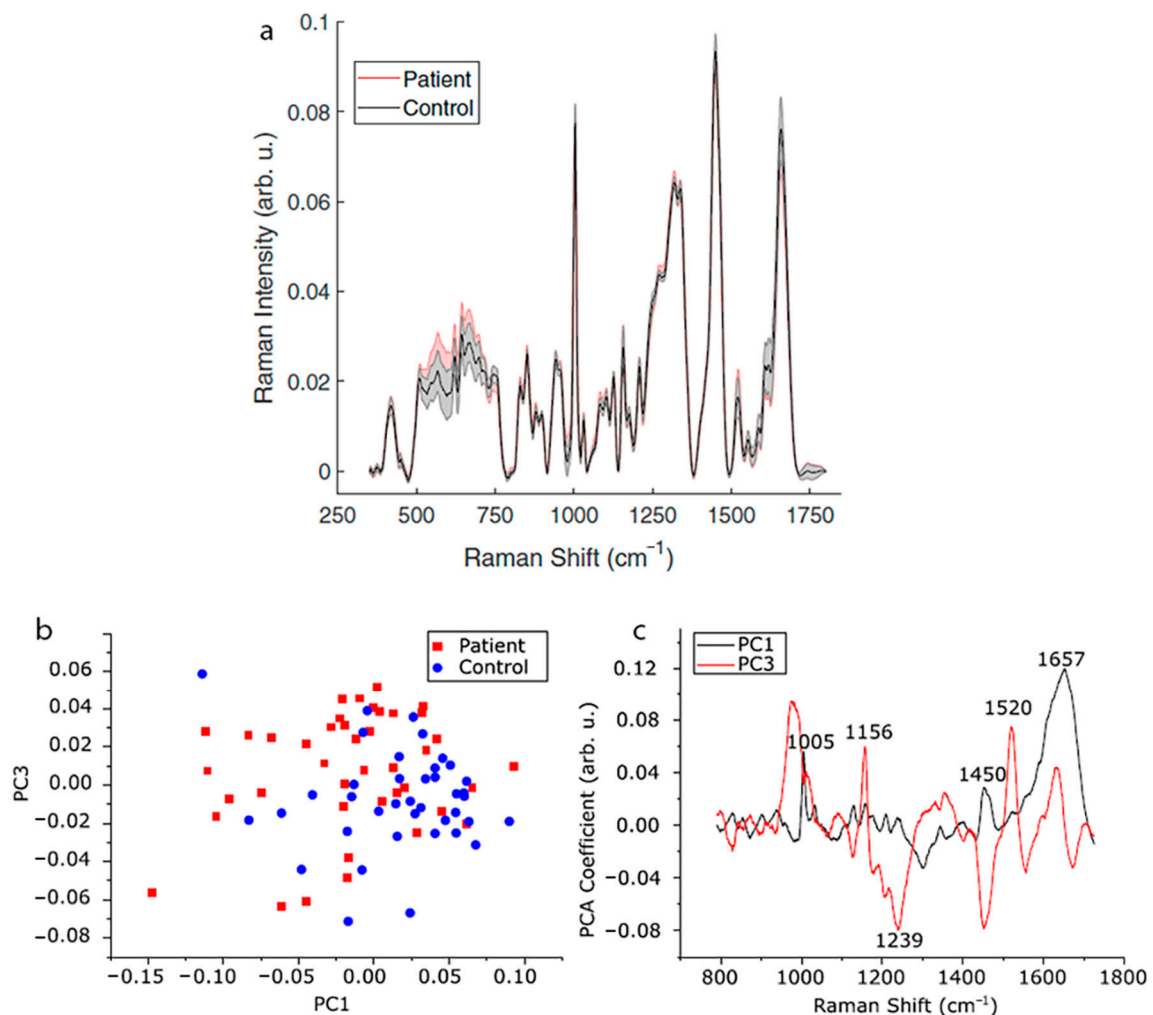 a
Patient
Control
Raman Intensity (arb. u.)
0.1
0.08
0.06
0.04
0.02
0
250 500 750 1000 1250 1500 1750
Raman Shift (cm⁻¹)
b
Patient
Control
PC3
0.06
0.04
0.02
0.00
−0.02
−0.04
−0.06
−0.08
−0.15 −0.10 −0.05 0.00 0.05 0.10
PC1
c
PC1
PC3
PCA Coefficient (arb. u.)
0.12
0.08
0.04
0.00
−0.04
−0.08
1657
1520
1156
1005
1450
1239
800 1000 1200 1400 1600 1800
Raman Shift (cm⁻¹)